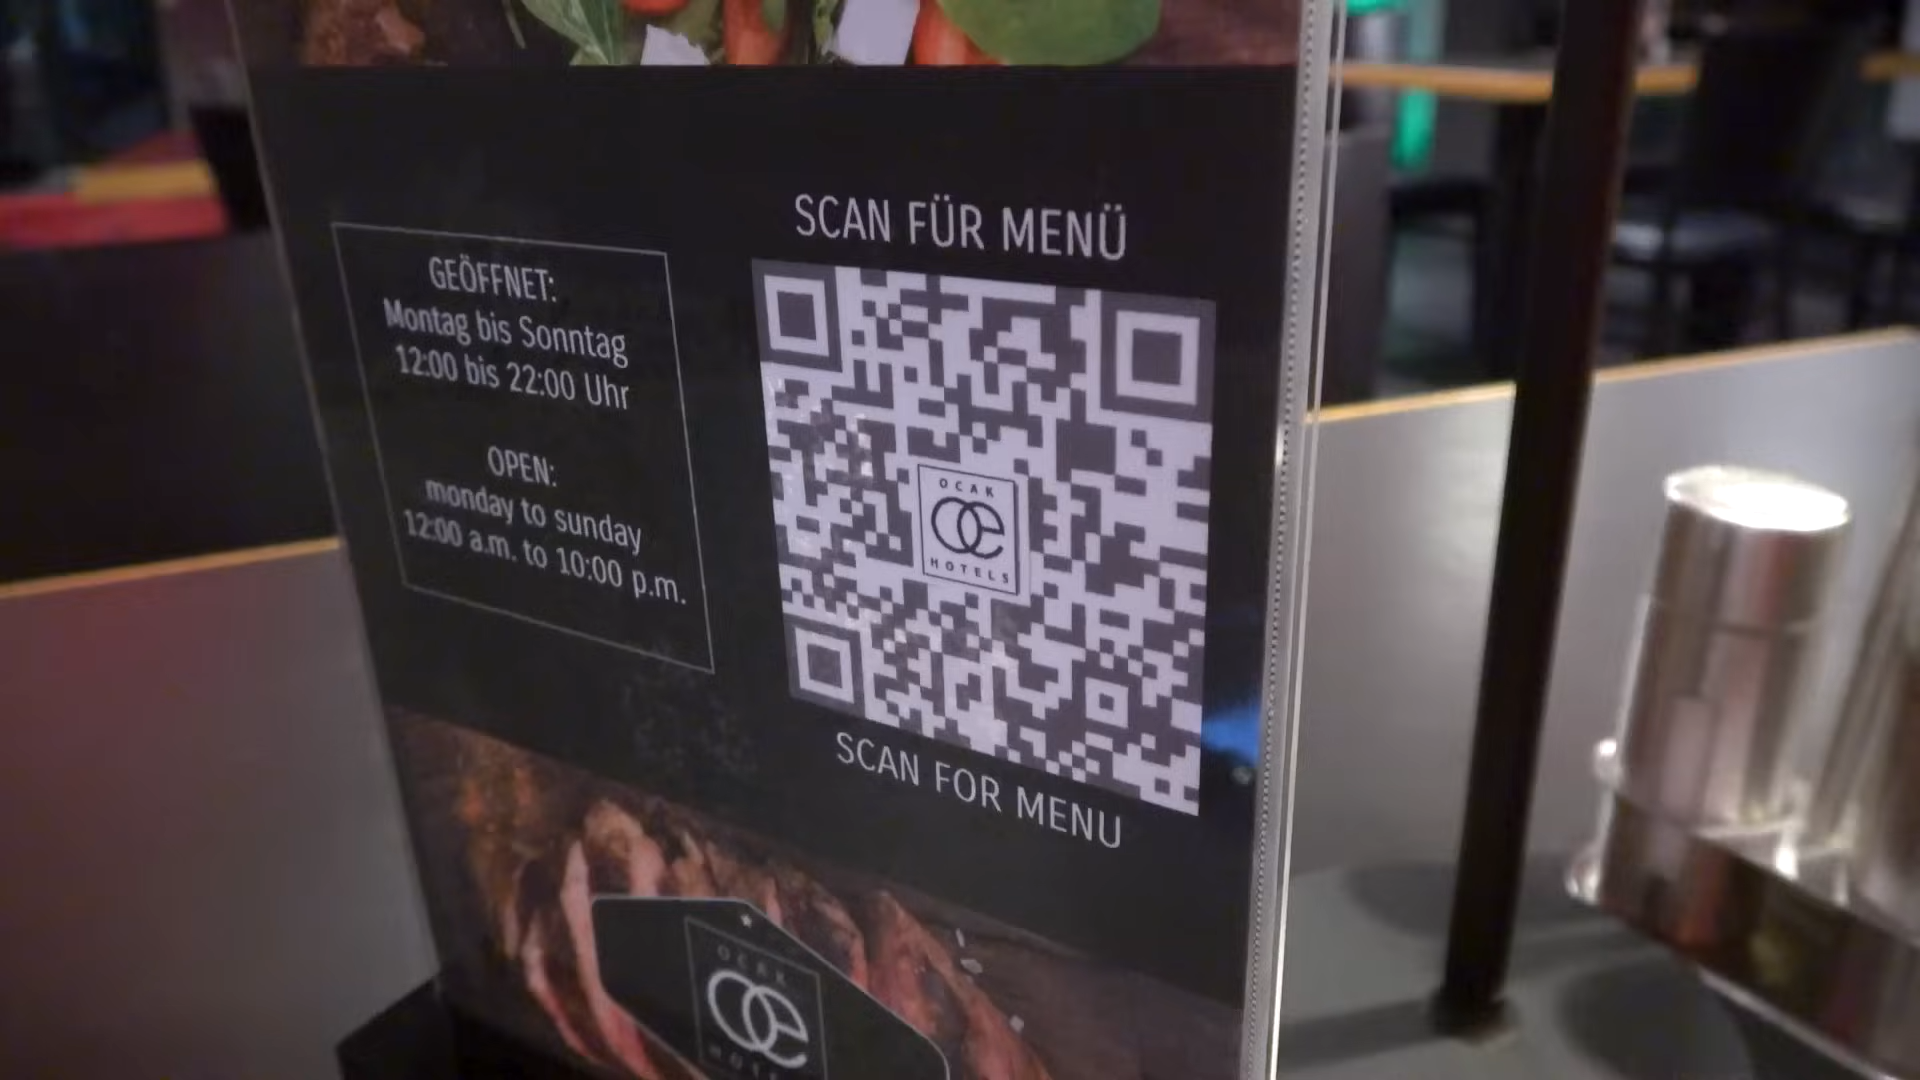 SCAN FÜR MENÜ
GEÖFFNET:
Montag bis Sonntag
12:00 bis 22:00 Uhr
OPEN:
monday to sunday
12:00 a.m. to 10:00 p.m.
OCAK
œ
HOTELS
SCAN FOR MENU
OCAK
œ